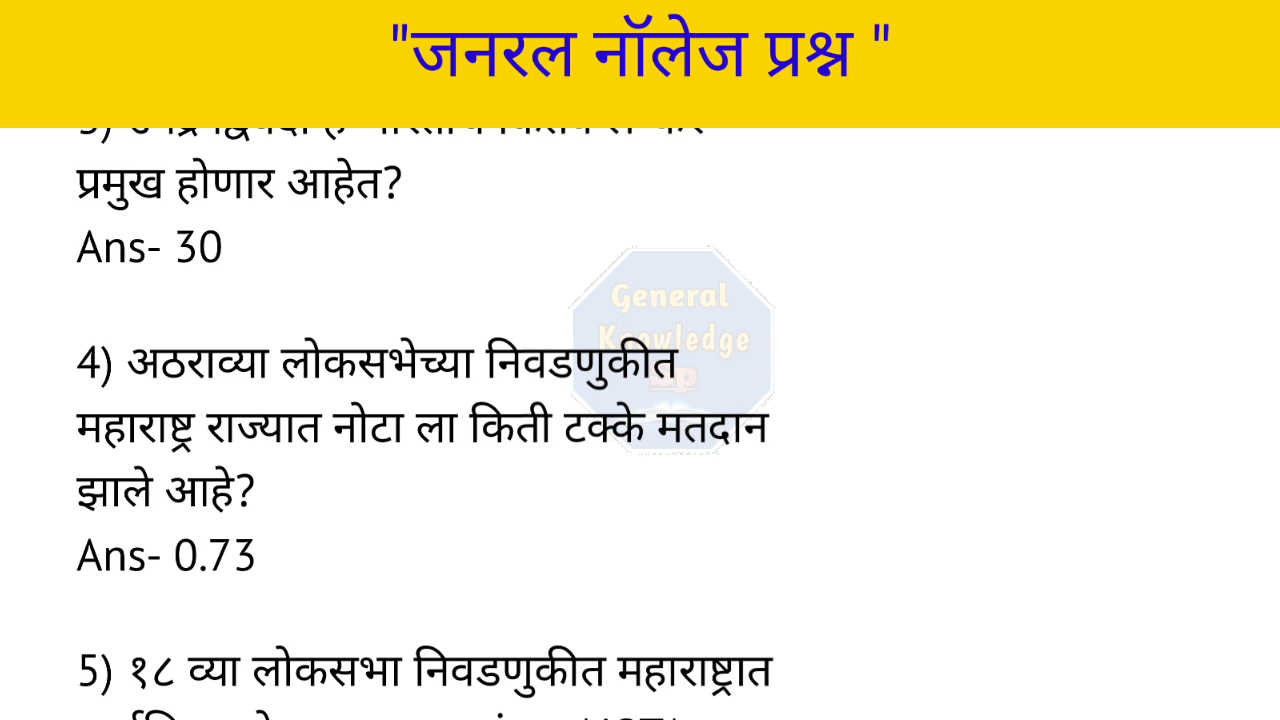 "जनरल नॉलेज प्रश्न "
प्रमुख होणार आहेत?
Ans- 30
General
Knowledge
4) अठराव्या लोकसभेच्या निवडणुकीत
महाराष्ट्र राज्यात नोटा ला किती टक्के मतदान
झाले आहे?
Ans- 0.73
5) १८ व्या लोकसभा निवडणुकीत महाराष्ट्रात